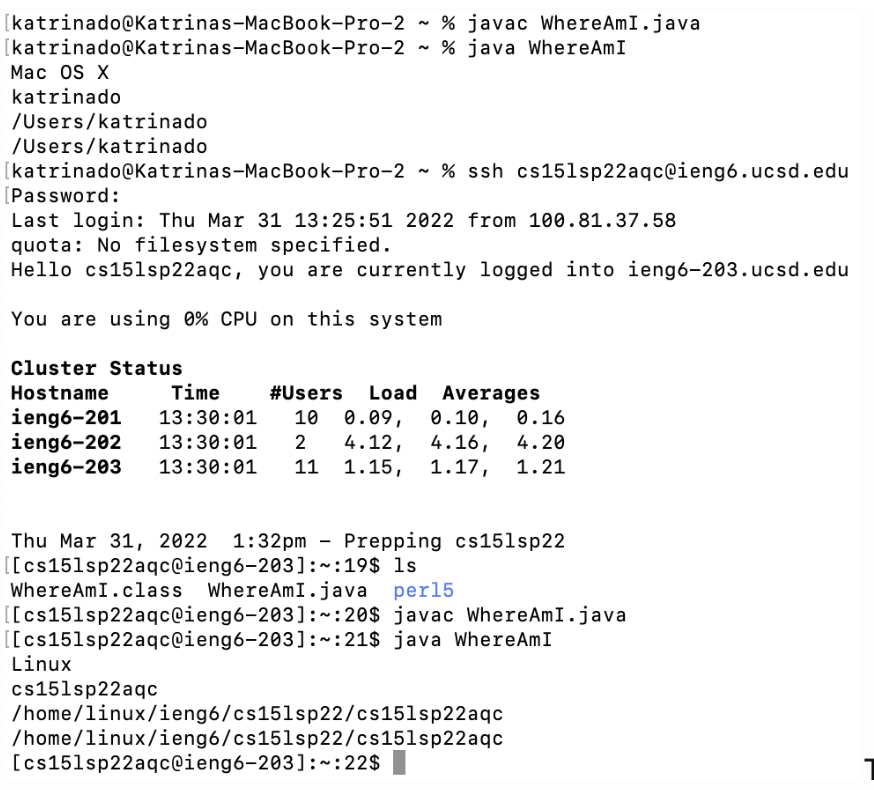 [katrinado@Katrinas-MacBook-Pro-2 ~ % javac WhereAmI.java
[katrinado@Katrinas-MacBook-Pro-2 ~ % java WhereAmI
Mac OS X
katrinado
/Users/katrinado
/Users/katrinado
[katrinado@Katrinas-MacBook-Pro-2 ~ % ssh cs15lsp22aqc@ieng6.ucsd.edu
[Password:
Last login: Thu Mar 31 13:25:51 2022 from 100.81.37.58
quota: No filesystem specified.
Hello cs15lsp22aqc, you are currently logged into ieng6-203.ucsd.edu
You are using 0% CPU on this system
Cluster Status
Hostname     Time    #Users  Load  Averages
ieng6-201   13:30:01   10  0.09,  0.10,  0.16
ieng6-202   13:30:01   2   4.12,  4.16,  4.20
ieng6-203   13:30:01   11  1.15,  1.17,  1.21
Thu Mar 31, 2022  1:32pm - Prepping cs15lsp22
[[cs15lsp22aqc@ieng6-203]:~:19$ ls
WhereAmI.class  WhereAmI.java  perl5
[[cs15lsp22aqc@ieng6-203]:~:20$ javac WhereAmI.java
[[cs15lsp22aqc@ieng6-203]:~:21$ java WhereAmI
Linux
cs15lsp22aqc
/home/linux/ieng6/cs15lsp22/cs15lsp22aqc
/home/linux/ieng6/cs15lsp22/cs15lsp22aqc
[cs15lsp22aqc@ieng6-203]:~:22$